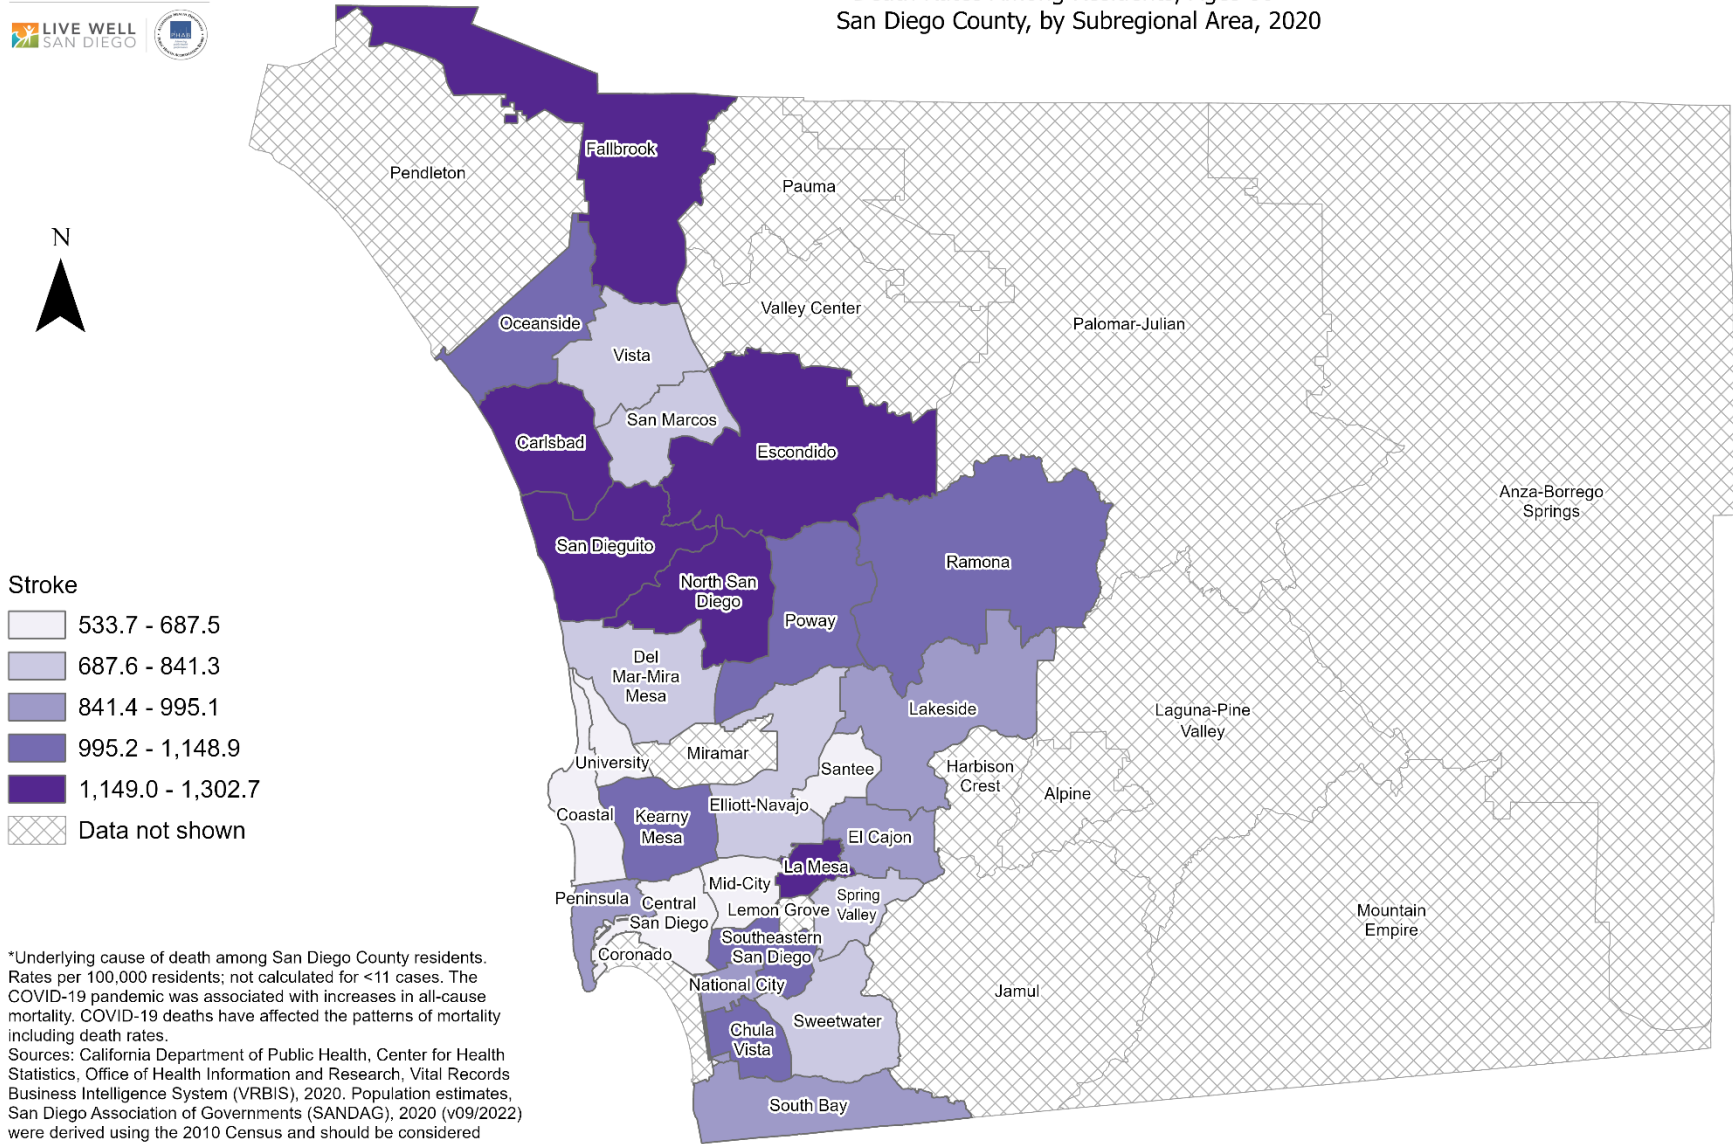 LIVE WELL
SAN DIEGO
PHAB
San Diego County, by Subregional Area, 2020
N
Fallbrook
Pendleton
Pauma
Valley Center
Palomar-Julian
Oceanside
Vista
San Marcos
Carlsbad
Escondido
Anza-Borrego
Springs
San Dieguito
Ramona
North San
Diego
Poway
Del
Mar-Mira
Mesa
Lakeside
Laguna-Pine
Valley
Miramar
University
Santee
Harbison
Crest
Alpine
Coastal
Kearny
Mesa
Elliott-Navajo
El Cajon
La Mesa
Mid-City
Peninsula
Central
San Diego
Lemon Grove
Spring
Valley
Mountain
Empire
Southeastern
San Diego
Coronado
National City
Jamul
Chula
Vista
Sweetwater
South Bay
Stroke
533.7 - 687.5
687.6 - 841.3
841.4 - 995.1
995.2 - 1,148.9
1,149.0 - 1,302.7
Data not shown
*Underlying cause of death among San Diego County residents.
Rates per 100,000 residents; not calculated for <11 cases. The
COVID-19 pandemic was associated with increases in all-cause
mortality. COVID-19 deaths have affected the patterns of mortality
including death rates.
Sources: California Department of Public Health, Center for Health
Statistics, Office of Health Information and Research, Vital Records
Business Intelligence System (VRBIS), 2020. Population estimates,
San Diego Association of Governments (SANDAG), 2020 (v09/2022)
were derived using the 2010 Census and should be considered